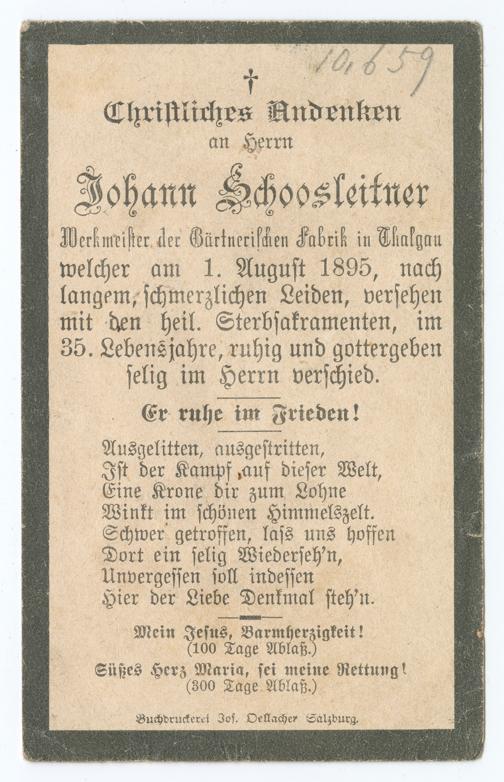 10.6 59
†
Christliches Andenken
an Herrn
Johann Schoosleitner
Werkmeister der Gärtnerischen Fabrik in Thalgau
welcher am 1. August 1895, nach
langem, schmerzlichen Leiden, versehen
mit den heil. Sterbsakramenten, im
35. Lebensjahre, ruhig und gottergeben
selig im Herrn verschied.
Er ruhe im Frieden!
Ausgelitten, ausgestritten,
Ist der Kampf auf dieser Welt,
Eine Krone dir zum Lohne
Winkt im schönen Himmelszelt.
Schwer getroffen, lass uns hoffen
Dort ein selig Wiederseh'n,
Unvergessen soll indessen
Hier der Liebe Denkmal steh'n.
Mein Jesus, Barmherzigkeit!
(100 Tage Ablaß.)
Süßes Herz Maria, sei meine Rettung!
(300 Tage Ablaß.)
Buchdruckerei Jos. Oellacher Salzburg.